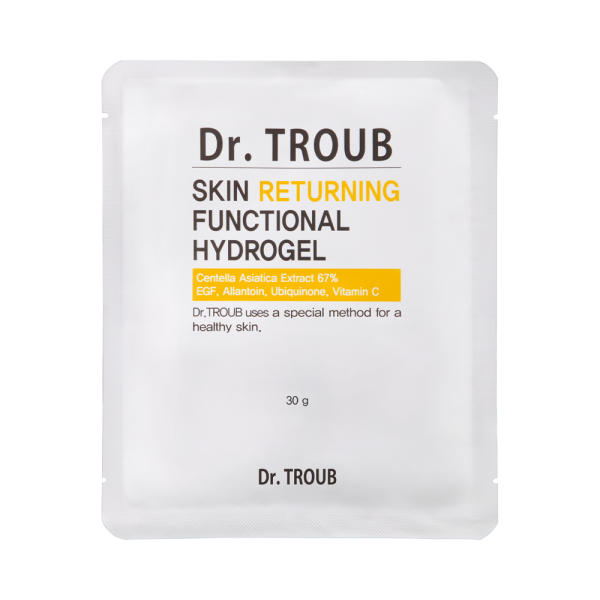 Dr. TROUB
SKIN RETURNING
FUNCTIONAL
HYDROGEL
Centella Asiatica Extract 67%
EGF, Allantoin, Ubiquinone, Vitamin C
Dr.TROUB uses a special method for a
healthy skin.
30 g
Dr. TROUB